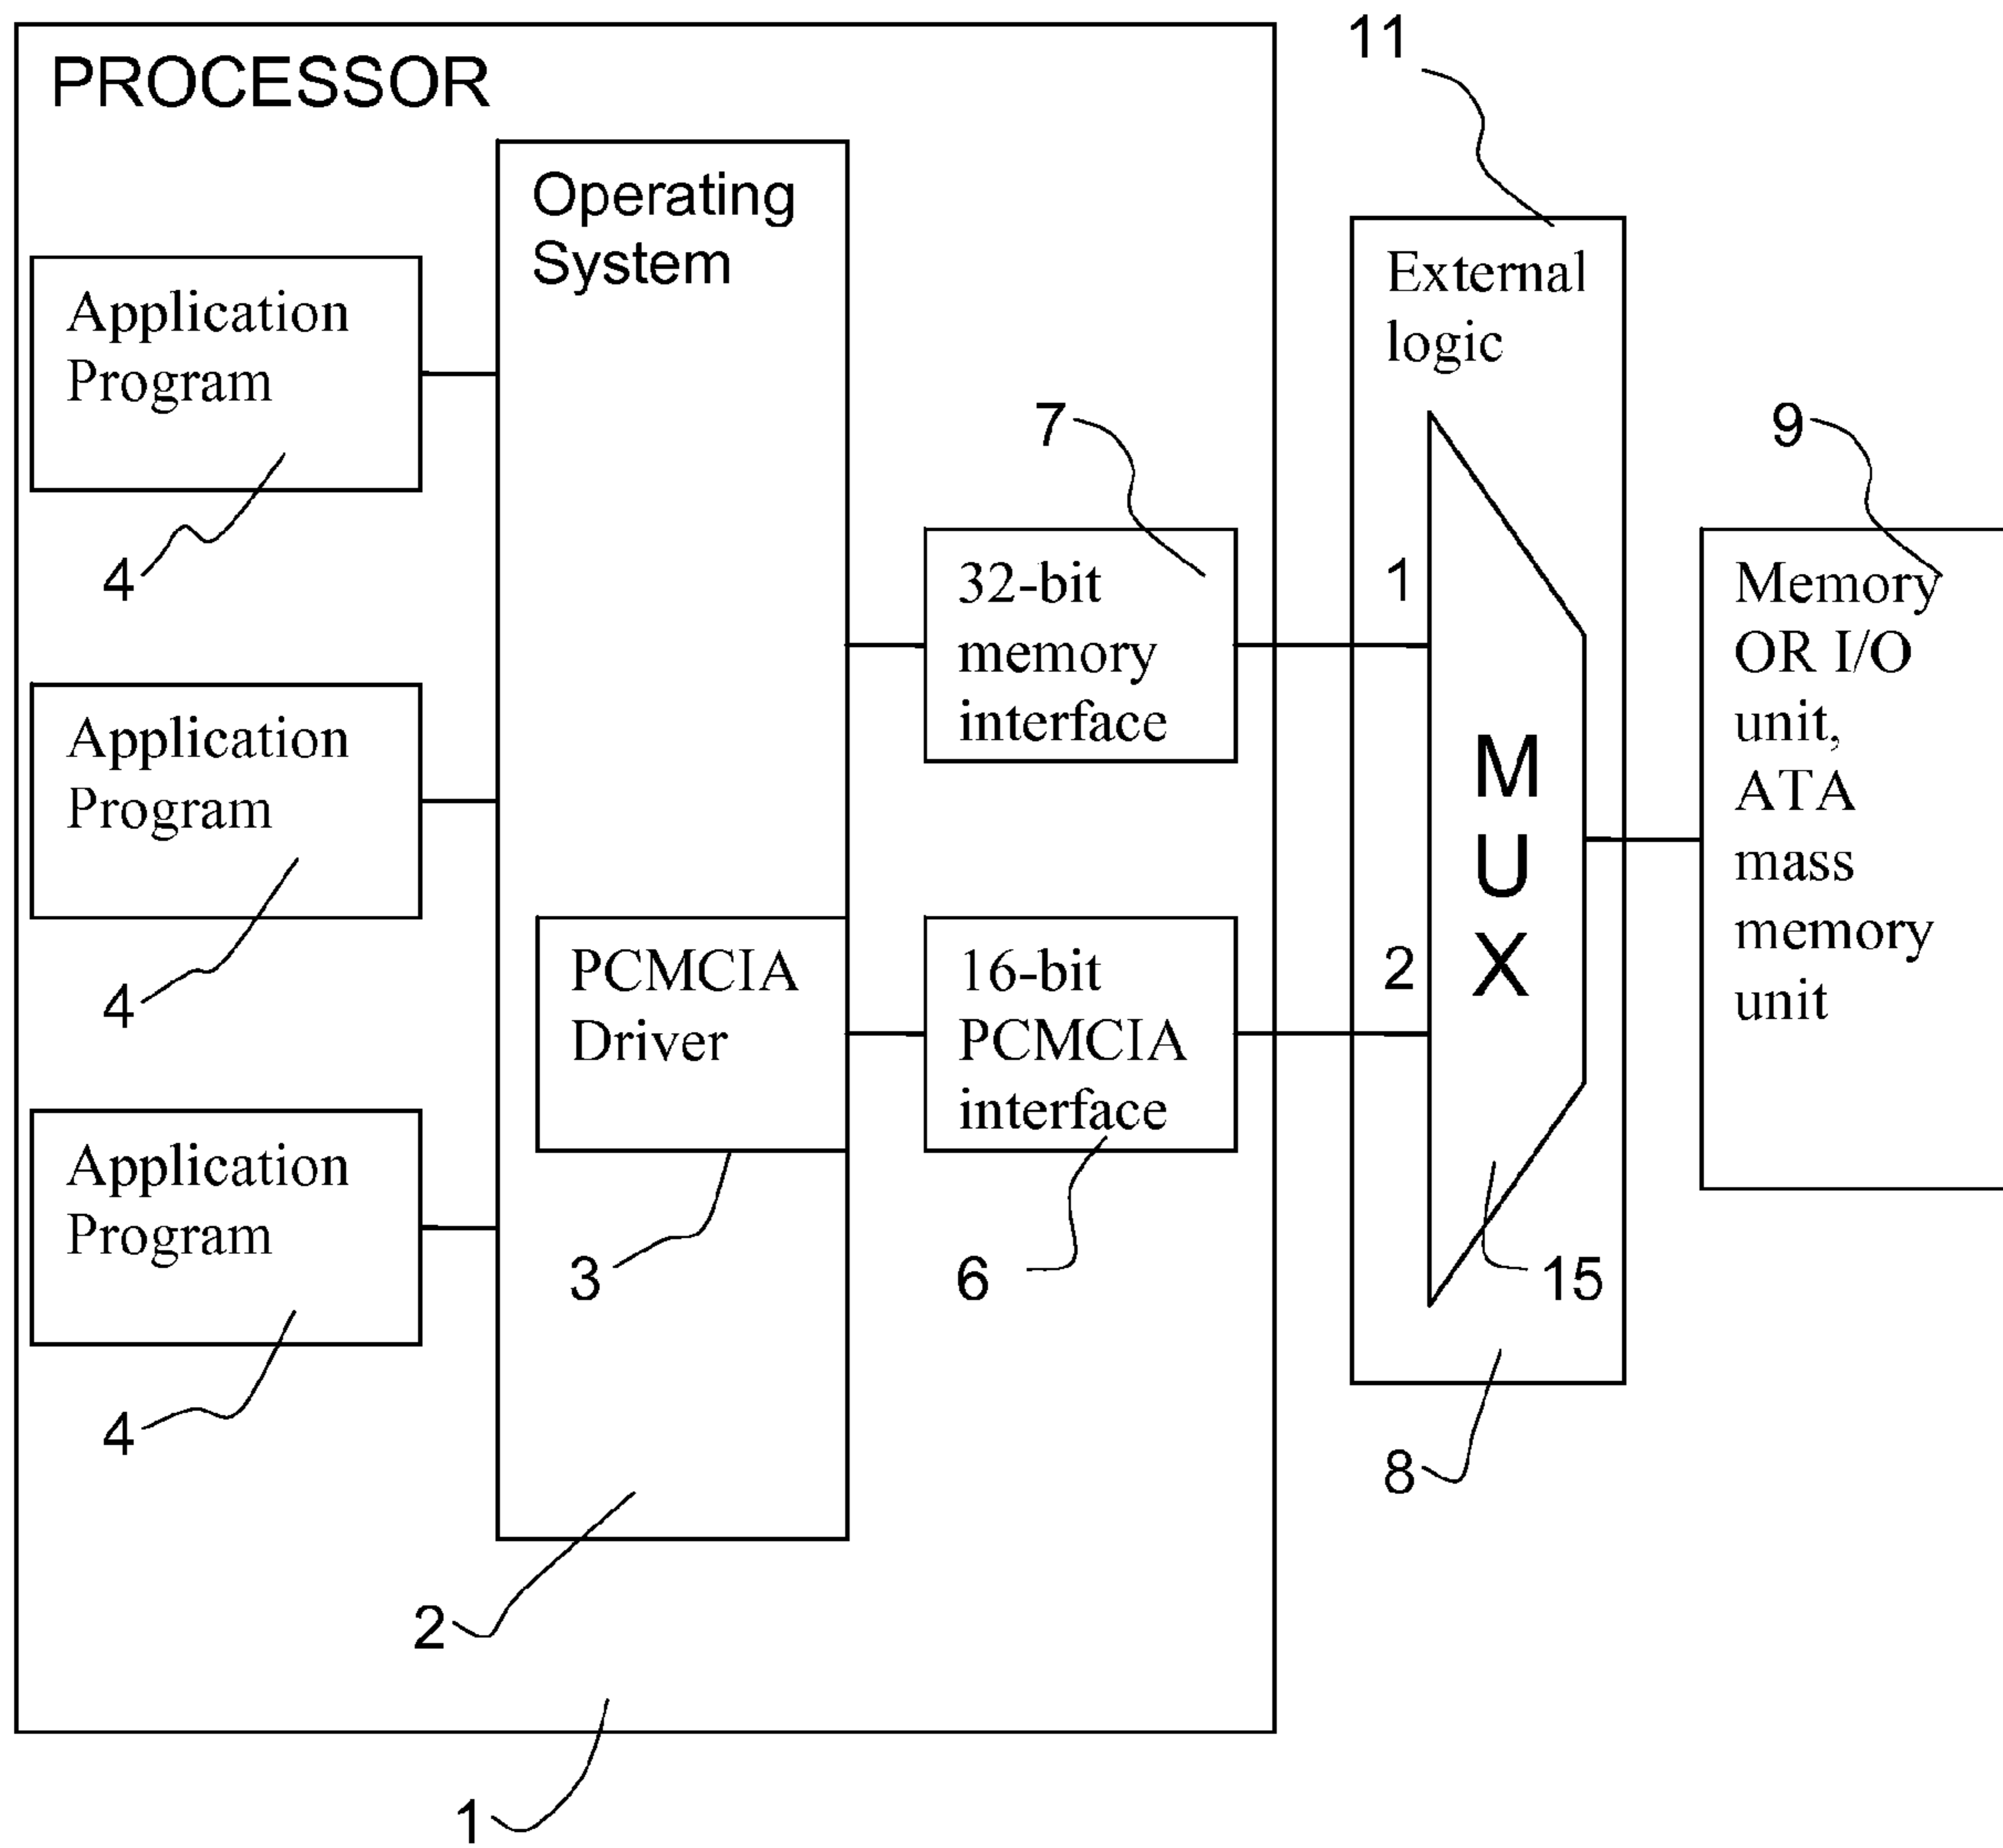 PROCESSOR
11
Operating
System
External
logic
Application
Program
4
7
9
32-bit
memory
interface
1
Memory
OR I/O
unit,
ATA
mass
memory
unit
Application
Program
4
M
U
X
PCMCIA
Driver
16-bit
PCMCIA
interface
2
Application
Program
4
3
6
15
8
2
1